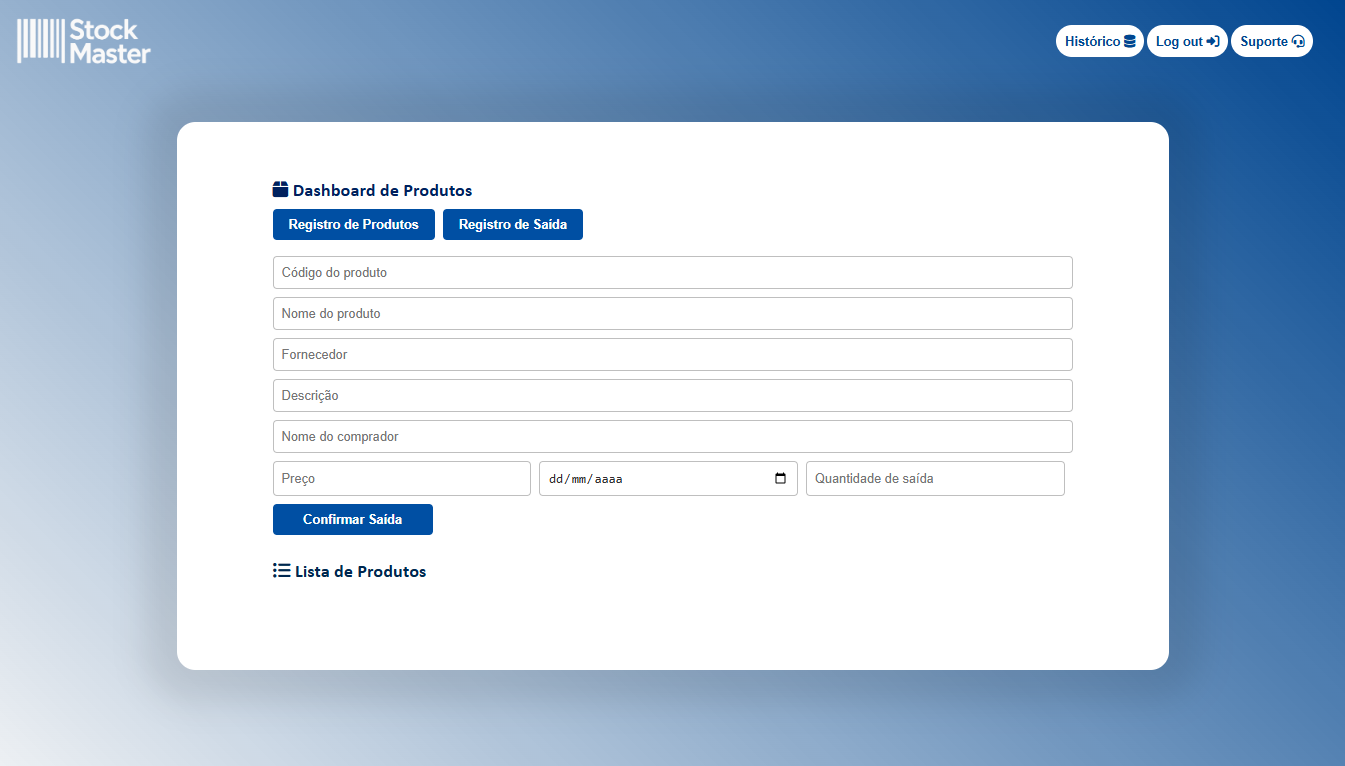 Stock
Master
Histórico
Log out
Suporte
Dashboard de Produtos
Registro de Produtos
Registro de Saída
Código do produto
Nome do produto
Fornecedor
Descrição
Nome do comprador
Preço
dd/mm/aaaa
Quantidade de saída
Confirmar Saída
Lista de Produtos